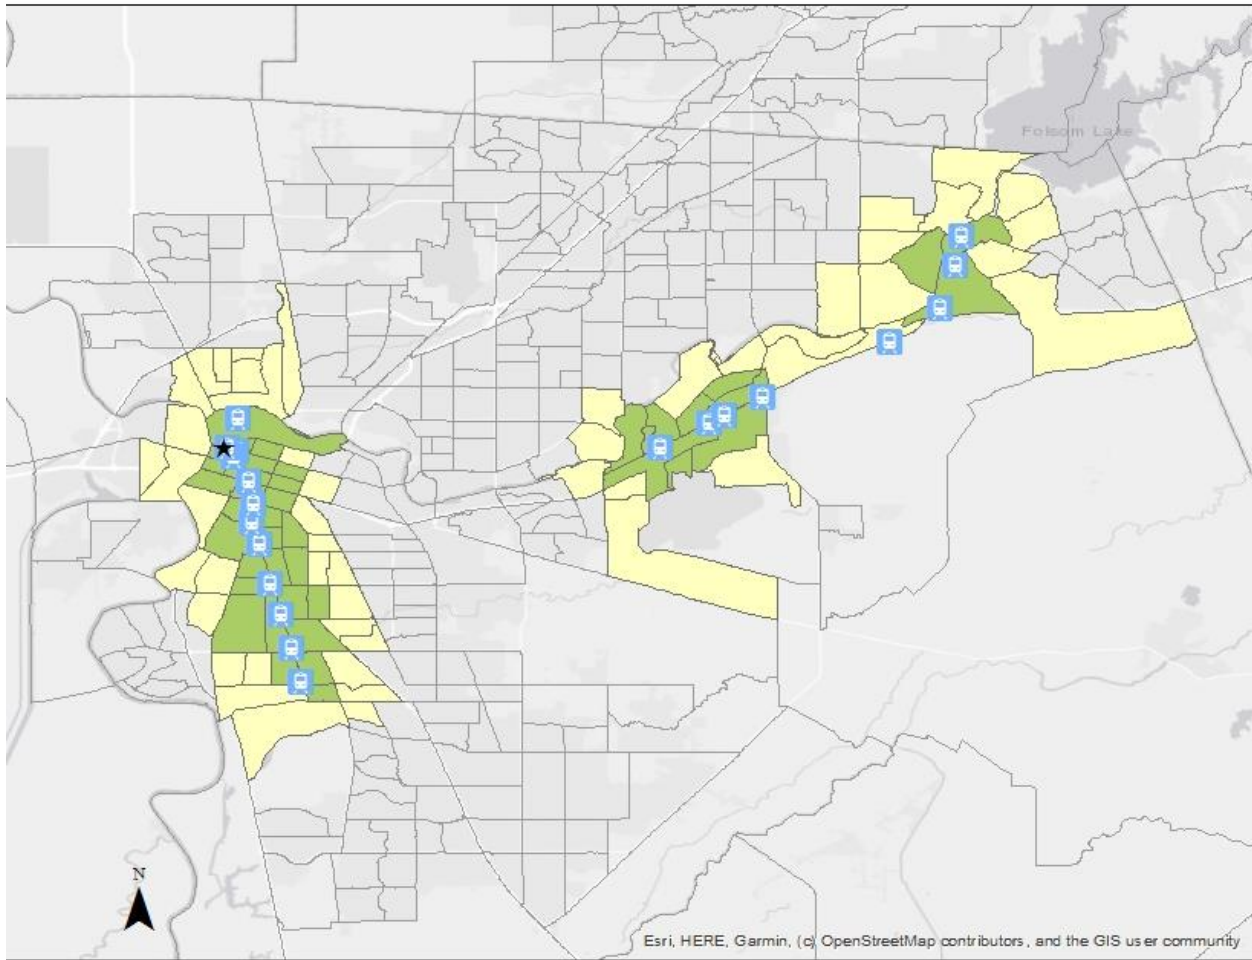 Folsom Lake
N
Esri, HERE, Garmin, (c) OpenStreetMap contributors, and the GIS user community